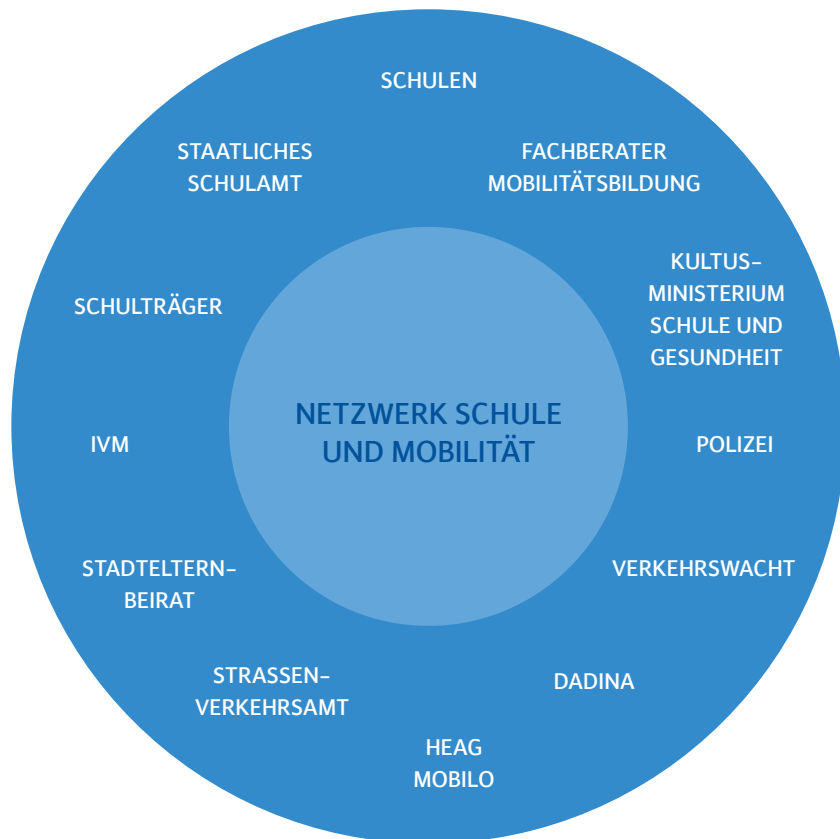 SCHULEN
STAATLICHES
SCHULAMT
FACHBERATER
MOBILITÄTSBILDUNG
KULTUS-
MINISTERIUM
SCHULE UND
GESUNDHEIT
SCHULTRÄGER
NETZWERK SCHULE
UND MOBILITÄT
IVM
POLIZEI
STADTELTERN-
BEIRAT
VERKEHRSWACHT
STRASSEN-
VERKEHRSAMT
DADINA
HEAG
MOBILO